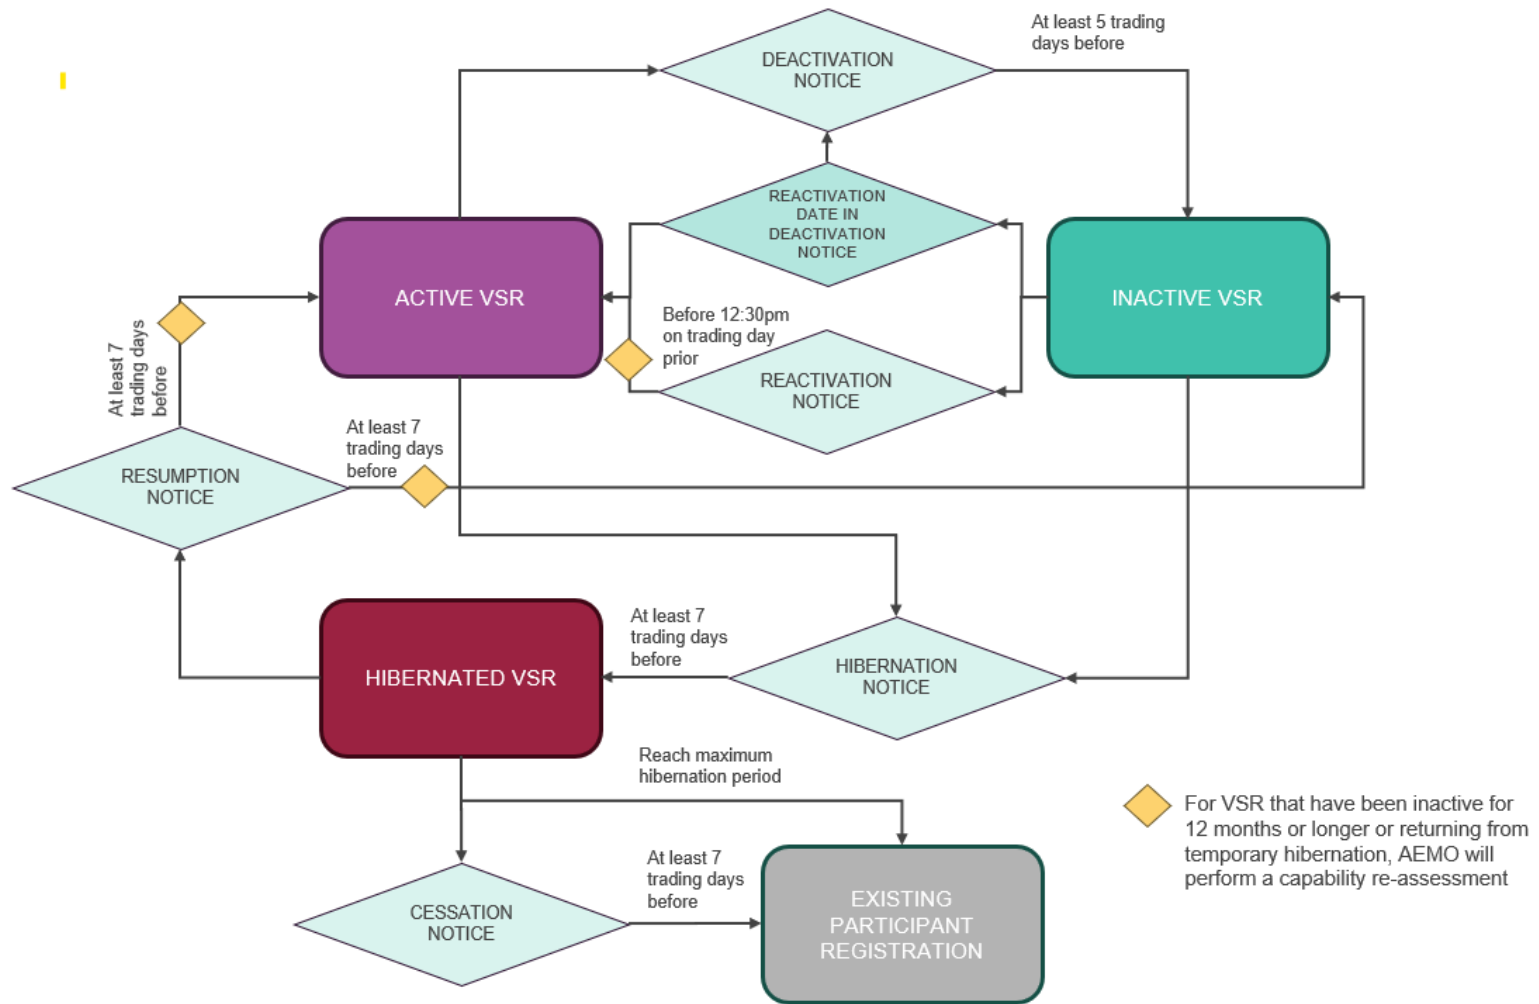 At least 5 trading
days before
DEACTIVATION
NOTICE
REACTIVATION
DATE IN
DEACTIVATION
NOTICE
ACTIVE VSR
INACTIVE VSR
Before 12:30pm
on trading day
prior
At least 7
trading days
before
REACTIVATION
NOTICE
At least 7
trading days
before
RESUMPTION
NOTICE
At least 7
trading days
before
HIBERNATION
NOTICE
HIBERNATED VSR
Reach maximum
hibernation period
For VSR that have been inactive for
12 months or longer or returning from
temporary hibernation, AEMO will
perform a capability re-assessment
At least 7
trading days
before
CESSATION
NOTICE
EXISTING
PARTICIPANT
REGISTRATION